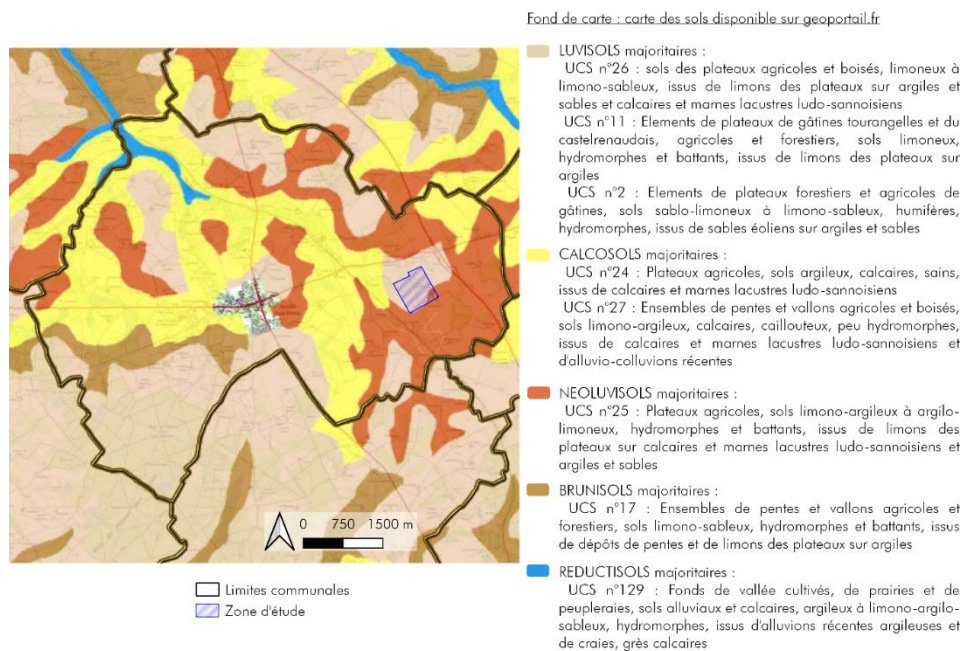 Fond de carte : carte des sols disponible sur geoportail.fr
LUVISOLS majoritaires :
UCS n°26 : sols des plateaux agricoles et boisés, limoneux à
limono-sableux, issus de limons des plateaux sur argiles et
sables et calcaires et marnes lacustres ludo-sannoisiens
UCS n°11 : Elements de plateaux de gâtines tourangelles et du
castelrenaudais, agricoles et forestiers, sols limoneux,
hydromorphes et battants, issus de limons des plateaux sur
argiles
UCS n°2 : Elements de plateaux forestiers et agricoles de
gâtines, sols sablo-limoneux à limono-sableux, humifères,
hydromorphes, issus de sables éoliens sur argiles et sables
CALCOSOLS majoritaires :
UCS n°24 : Plateaux agricoles, sols argileux, calcaires, sains,
issus de calcaires et marnes lacustres ludo-sannoisiens
UCS n°27 : Ensembles de pentes et vallons agricoles et boisés,
sols limono-argileux, calcaires, caillouteux, peu hydromorphes,
issus de calcaires et marnes lacustres ludo-sannoisiens et
d'alluvio-colluvions récentes
NEOLUVISOLS majoritaires :
UCS n°25 : Plateaux agricoles, sols limono-argileux à argilo-
limoneux, hydromorphes et battants, issus de limons des
plateaux sur calcaires et marnes lacustres ludo-sannoisiens et
argiles et sables
BRUNISOLS majoritaires :
UCS n°17 : Ensembles de pentes et vallons agricoles et
forestiers, sols limono-sableux, hydromorphes et battants, issus
de dépôts de pentes et de limons des plateaux sur argiles
REDUCTISOLS majoritaires :
UCS n°129 : Fonds de vallée cultivés, de prairies et de
peupleraies, sols alluviaux et calcaires, argileux à limono-argilo-
sableux, hydromorphes, issus d'alluvions récentes argileuses et
de craies, grès calcaires
0 750 1500 m
Limites communales
Zone d'étude